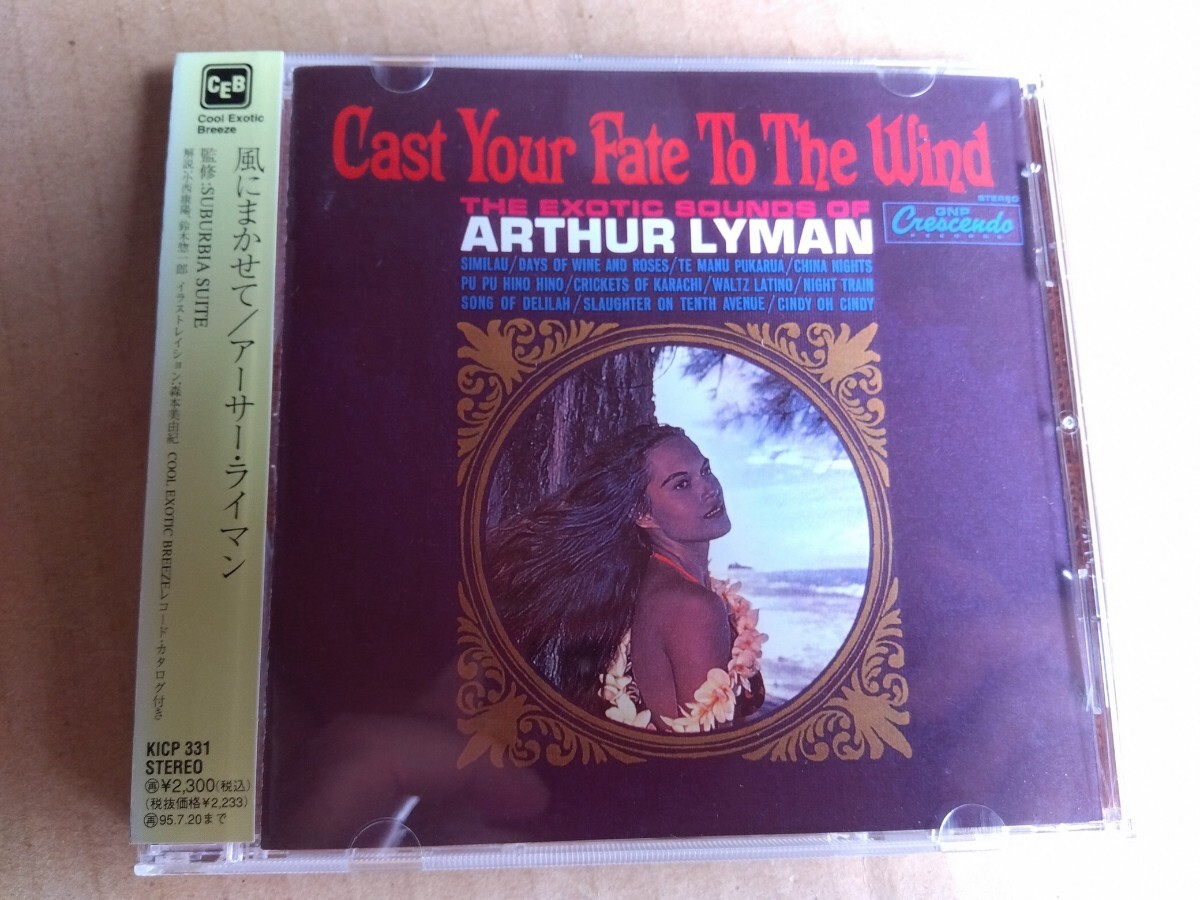 CEB
Cool Exotic
Breeze
風にまかせて/アーサー・ライマン
監修:SUBURBIA SUITE
解説:小西康陽、鈴木惣一郎 イラストレイション:森本美由紀 COOL EXOTIC BREEZEレコード・カタログ付き
KICP 331
STEREO
再¥2,300(税込)
(税抜価格¥2,233)
再95.7.20まで
Cast Your Fate To The Wind
THE EXOTIC SOUNDS OF
ARTHUR LYMAN
STEREO
GNP
Crescendo
RECORDS
SIMILAU/DAYS OF WINE AND ROSES/TE MANU PUKARUA/CHINA NIGHTS
PU PU HINO HINO/CRICKETS OF KARACHI/WALTZ LATINO/NIGHT TRAIN
SONG OF DELILAH/SLAUGHTER ON TENTH AVENUE/CINDY OH CINDY